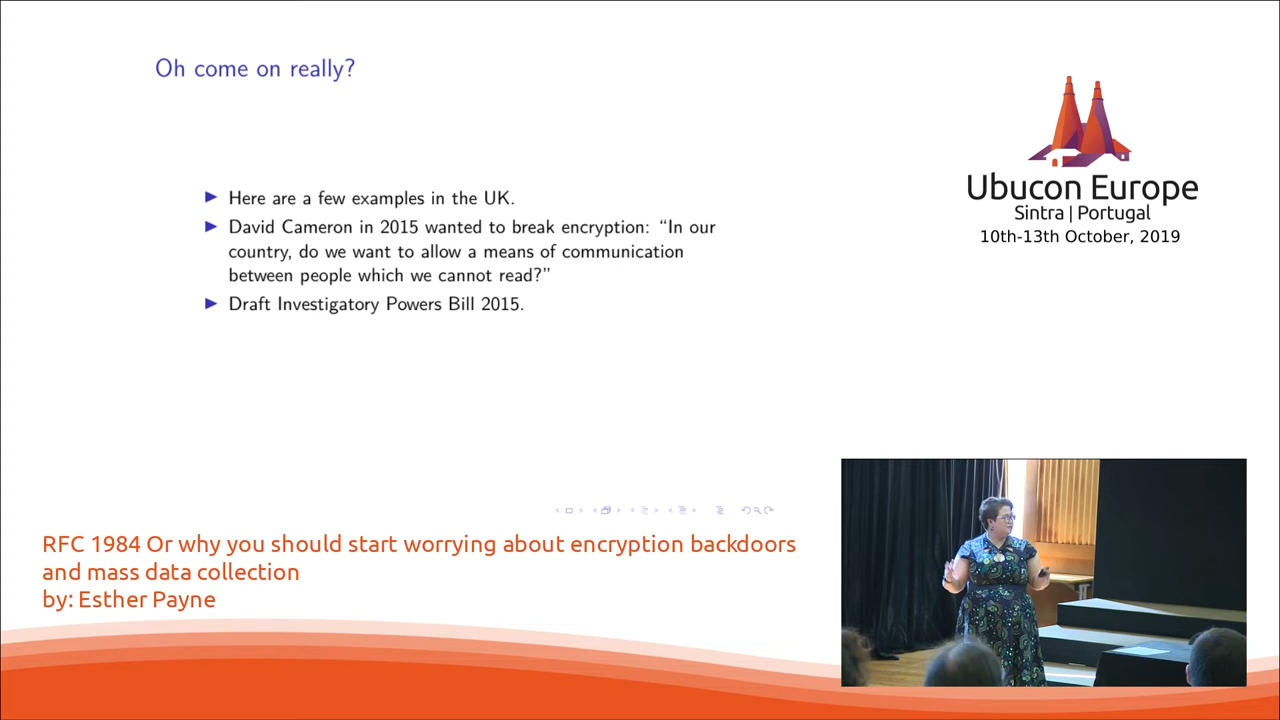 Oh come on really?
Here are a few examples in the UK.
David Cameron in 2015 wanted to break encryption: “In our
country, do we want to allow a means of communication
between people which we cannot read?”
Draft Investigatory Powers Bill 2015.
Ubucon Europe
Sintra | Portugal
10th-13th October, 2019
RFC 1984 Or why you should start worrying about encryption backdoors
and mass data collection
by: Esther Payne